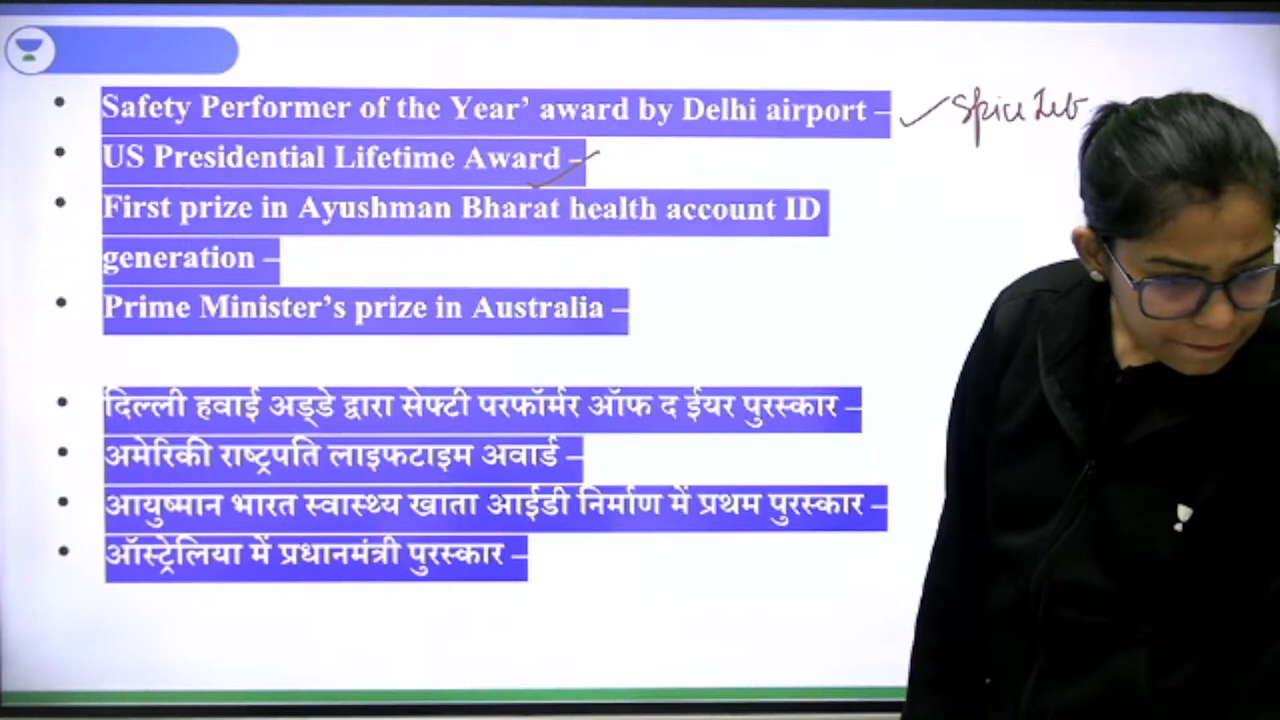 Safety Performer of the Year’ award by Delhi airport – Spice Jet
US Presidential Lifetime Award –
First prize in Ayushman Bharat health account ID
generation –
Prime Minister’s prize in Australia –
दिल्ली हवाई अड्डे द्वारा सेफ्टी परफॉर्मर ऑफ द ईयर पुरस्कार –
अमेरिकी राष्ट्रपति लाइफटाइम अवार्ड –
आयुष्मान भारत स्वास्थ्य खाता आईडी निर्माण में प्रथम पुरस्कार –
ऑस्ट्रेलिया में प्रधानमंत्री पुरस्कार –